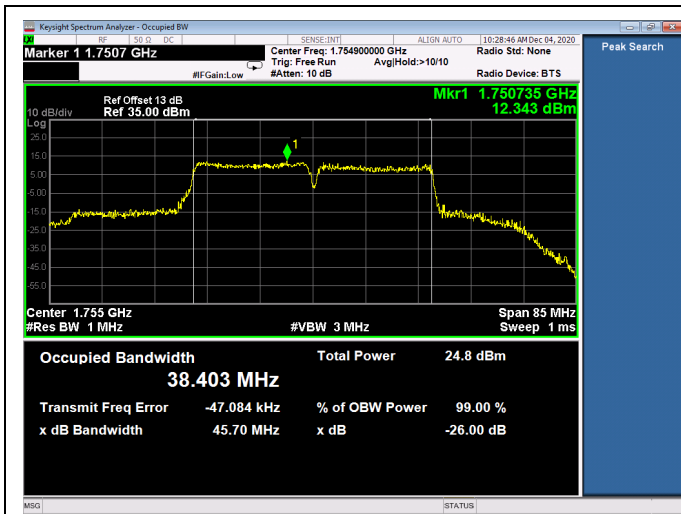 Keysight Spectrum Analyzer - Occupied BW
RF 50 Ω DC SENSE:INT ALIGN AUTO 10:28:46 AM Dec 04, 2020
Marker 1 1.7507 GHz
Center Freq: 1.754900000 GHz
Radio Std: None
Trig: Free Run Avg|Hold:>10/10
#IFGain:Low #Atten: 10 dB Radio Device: BTS
Peak Search
Ref Offset 13 dB
Mkr1 1.750735 GHz
10 dB/div Ref 35.00 dBm 12.343 dBm
Log
25.0
1
15.0
5.00
-5.00
-15.0
-25.0
-35.0
-45.0
-55.0
Center 1.755 GHz Span 85 MHz
#Res BW 1 MHz #VBW 3 MHz Sweep 1 ms
Occupied Bandwidth Total Power 24.8 dBm
38.403 MHz
Transmit Freq Error -47.084 kHz % of OBW Power 99.00 %
x dB Bandwidth 45.70 MHz x dB -26.00 dB
MSG STATUS